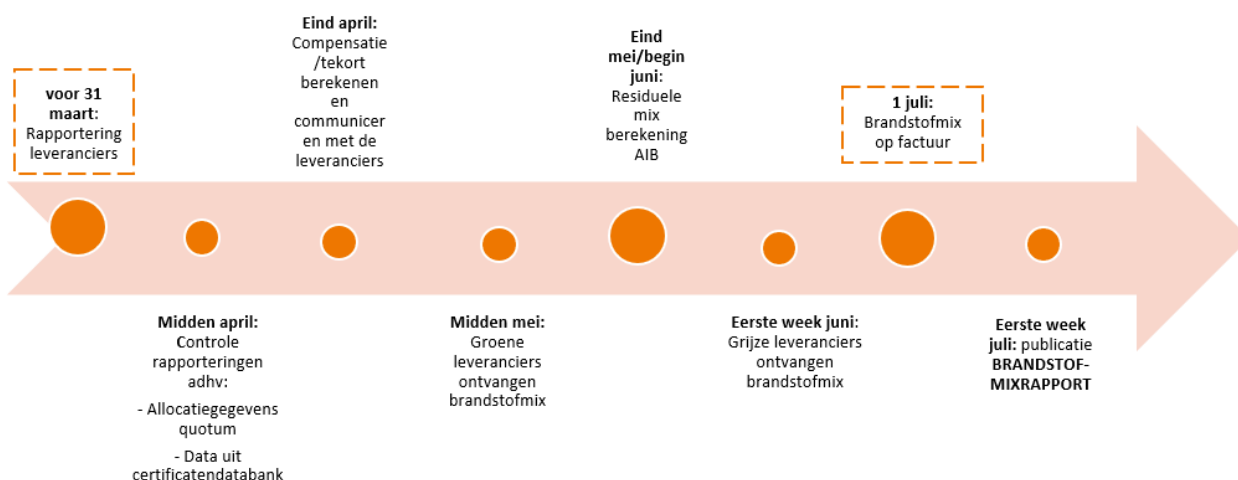 voor 31
maart:
Rapportering
leveranciers
Midden april:
Controle
rapporteringen
adhv:
- Allocatiegegevens
quotum
- Data uit
certificatendatabank
Eind april:
Compensatie
/tekort
berekenen
en
communicer
en met de
leveranciers
Midden mei:
Groene
leveranciers
ontvangen
brandstofmix
Eind
mei/begin
juni:
Residuele
mix
berekening
AIB
Eerste week juni:
Grijze leveranciers
ontvangen
brandstofmix
1 juli:
Brandstofmix
op factuur
Eerste week
juli: publicatie
BRANDSTOF-
MIXRAPPORT